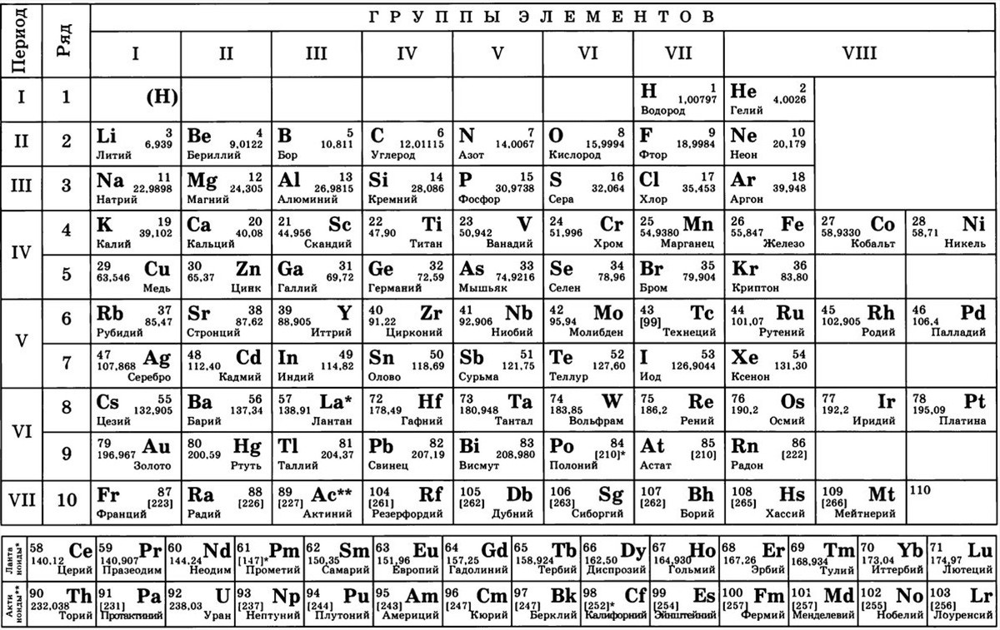 Период Ряд ГРУППЫ ЭЛЕМЕНТОВ
I II III IV V VI VII VIII
I 1 (H) H 1 1,00797 Водород He 2 4,0026 Гелий
II 2 Li 3 6,939 Литий Be 4 9,0122 Бериллий B 5 10,811 Бор C 6 12,01115 Углерод N 7 14,0067 Азот O 8 15,9994 Кислород F 9 18,9984 Фтор Ne 10 20,179 Неон
III 3 Na 11 22,9898 Натрий Mg 12 24,305 Магний Al 13 26,9815 Алюминий Si 14 28,086 Кремний P 15 30,9738 Фосфор S 16 32,064 Сера Cl 17 35,453 Хлор Ar 18 39,948 Аргон
IV 4 K 19 39,102 Калий Ca 20 40,08 Кальций 21 Sc 44,956 Скандий 22 Ti 47,90 Титан 23 V 50,942 Ванадий 24 Cr 51,996 Хром 25 Mn 54,9380 Марганец 26 Fe 55,847 Железо 27 Co 58,9330 Кобальт 28 Ni 58,71 Никель
5 29 Cu 63,546 Медь 30 Zn 65,37 Цинк Ga 31 69,72 Галлий Ge 32 72,59 Германий As 33 74,9216 Мышьяк Se 34 78,96 Селен Br 35 79,904 Бром Kr 36 83,80 Криптон
V 6 Rb 37 85,47 Рубидий Sr 38 87,62 Стронций 39 Y 88,905 Иттрий 40 Zr 91,22 Цирконий 41 Nb 92,906 Ниобий 42 Mo 95,94 Молибден 43 Tc [99] Технеций 44 Ru 101,07 Рутений 45 Rh 102,905 Родий 46 Pd 106,4 Палладий
7 47 Ag 107,868 Серебро 48 Cd 112,40 Кадмий In 49 114,82 Индий Sn 50 118,69 Олово Sb 51 121,75 Сурьма Te 52 127,60 Теллур I 53 126,9044 Иод Xe 54 131,30 Ксенон
VI 8 Cs 55 132,905 Цезий Ba 56 137,34 Барий 57 La* 138,91 Лантан 72 Hf 178,49 Гафний 73 Ta 180,948 Тантал 74 W 183,85 Вольфрам 75 Re 186,2 Рений 76 Os 190,2 Осмий 77 Ir 192,2 Иридий 78 Pt 195,09 Платина
9 79 Au 196,967 Золото 80 Hg 200,59 Ртуть Tl 81 204,37 Таллий Pb 82 207,19 Свинец Bi 83 208,980 Висмут Po 84 [210]* Полоний At 85 [210] Астат Rn 86 [222] Радон
VII 10 Fr 87 [223] Франций Ra 88 [226] Радий 89 Ac** [227] Актиний 104 Rf [261] Резерфордий 105 Db [262] Дубний 106 Sg [263] Сиборгий 107 Bh [262] Борий 108 Hs [265] Хассий 109 Mt [266] Мейтнерий 110
Ланта ноиды* 58 Ce 140.12 Церий 59 Pr 140,907 Празеодим 60 Nd 144,24 Неодим 61 Pm [147]* Прометий 62 Sm 150,35 Самарий 63 Eu 151,96 Европий 64 Gd 157,25 Гадолиний 65 Tb 158,924 Тербий 66 Dy 162,50 Диспрозий 67 Ho 164,930 Гольмий 68 Er 167,26 Эрбий 69 Tm 168,934 Тулий 70 Yb 173,04 Иттербий 71 Lu 174,97 Лютеций
Акти ноиды** 90 Th 232,038 Торий 91 Pa [231] Протактиний 92 U 238,03 Уран 93 Np [237] Нептуний 94 Pu [244] Плутоний 95 Am [243] Америций 96 Cm [247] Кюрий 97 Bk [247] Берклий 98 Cf [252]* Калифорний 99 Es [254] Эйнштейний 100 Fm [257] Фермий 101 Md [257] Менделевий 102 No [255] Нобелий 103 Lr [256] Лоуренсий